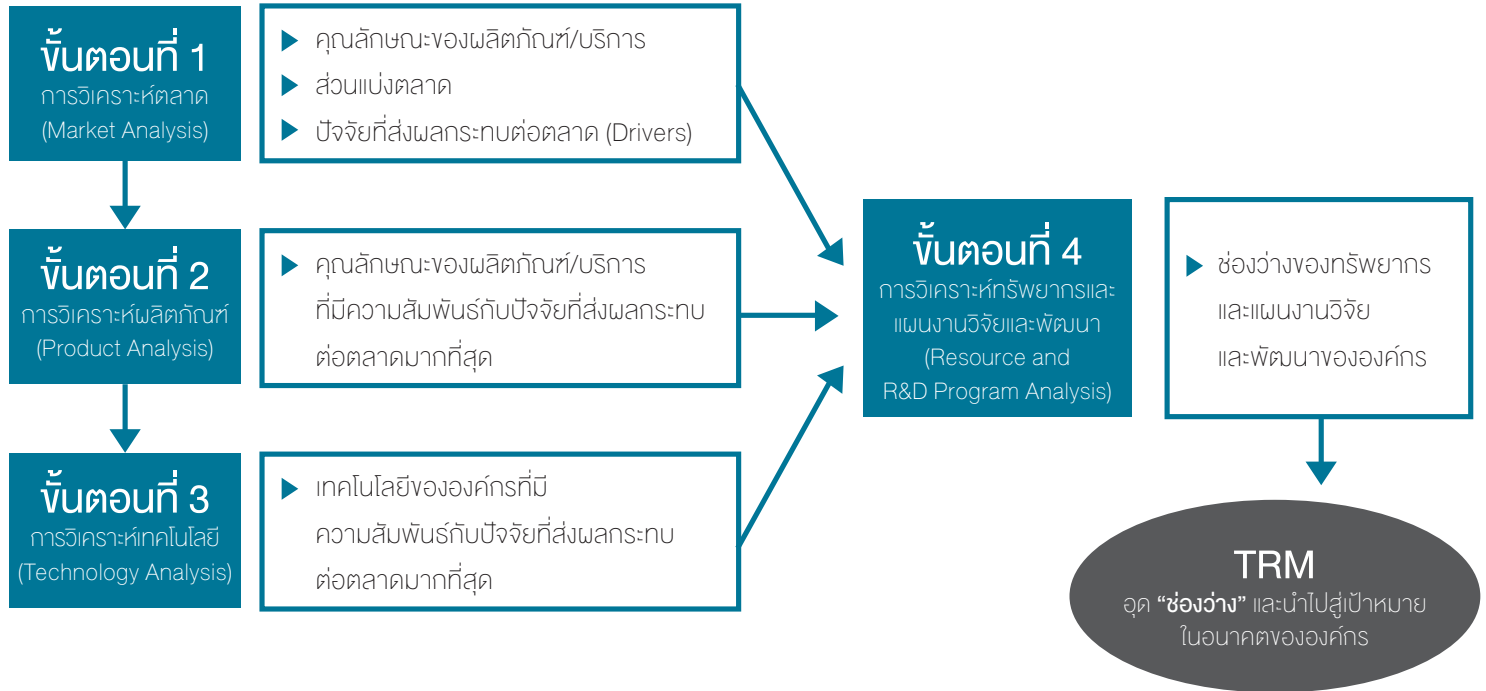 ขั้นตอนที่ 1
การวิเคราะห์ตลาด
(Market Analysis)
คุณลักษณะของผลิตภัณฑ์/บริการ
ส่วนแบ่งตลาด
ปัจจัยที่ส่งผลกระทบต่อตลาด (Drivers)
ขั้นตอนที่ 2
การวิเคราะห์ผลิตภัณฑ์
(Product Analysis)
คุณลักษณะของผลิตภัณฑ์/บริการ
ที่มีความสัมพันธ์กับปัจจัยที่ส่งผลกระทบ
ต่อตลาดมากที่สุด
ขั้นตอนที่ 3
การวิเคราะห์เทคโนโลยี
(Technology Analysis)
เทคโนโลยีขององค์กรที่มี
ความสัมพันธ์กับปัจจัยที่ส่งผลกระทบ
ต่อตลาดมากที่สุด
ขั้นตอนที่ 4
การวิเคราะห์ทรัพยากรและ
แผนงานวิจัยและพัฒนา
(Resource and
R&D Program Analysis)
ช่องว่างของทรัพยากร
และแผนงานวิจัย
และพัฒนาขององค์กร
TRM
อุด “ช่องว่าง” และนำไปสู่เป้าหมาย
ในอนาคตขององค์กร